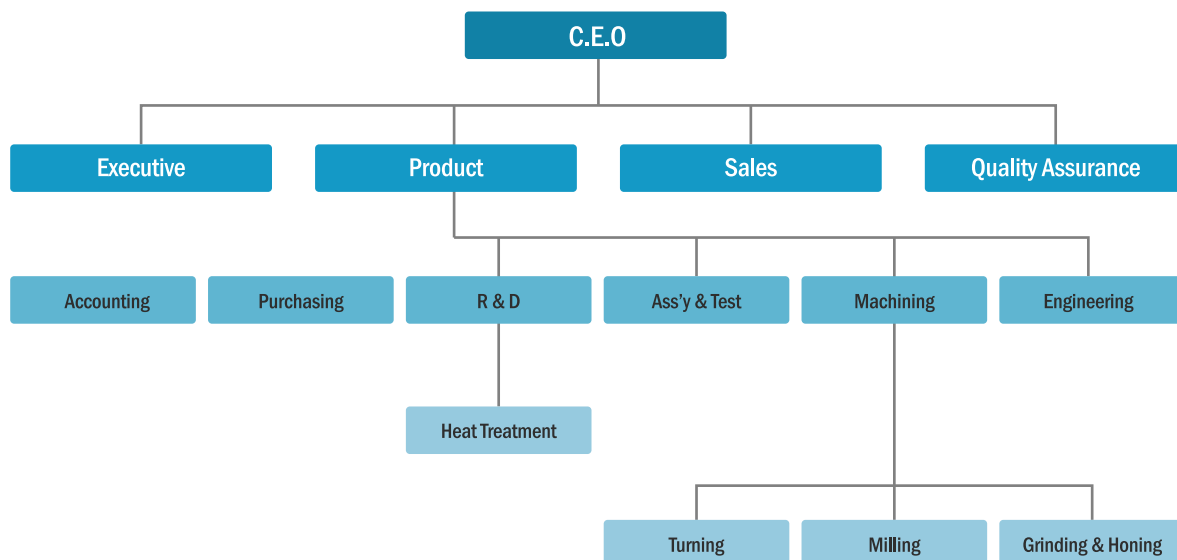 C.E.O
Executive
Product
Sales
Quality Assurance
Accounting
Purchasing
R & D
Ass'y & Test
Machining
Engineering
Heat Treatment
Turning
Milling
Grinding & Honing